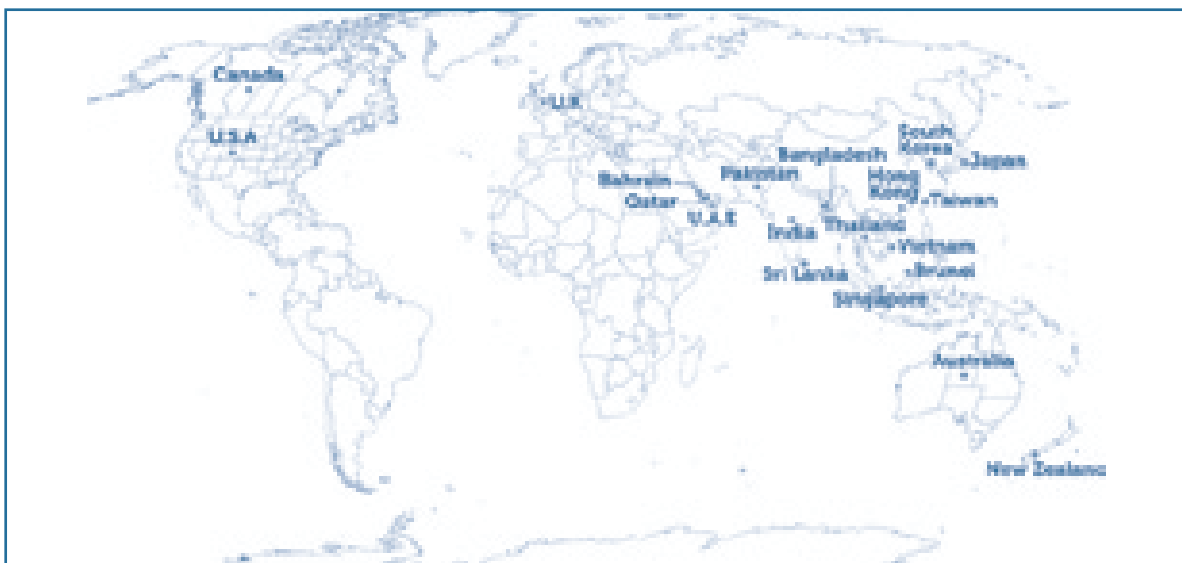 Canada
U.S.A
U.K
South
Korea
Japan
Bangladesh
Pakistan
Hong
Kong
Taiwan
Bahrain
Qatar
U.A.E
India
Thailand
Vietnam
Sri Lanka
Brunei
Singapore
Australia
New Zealand